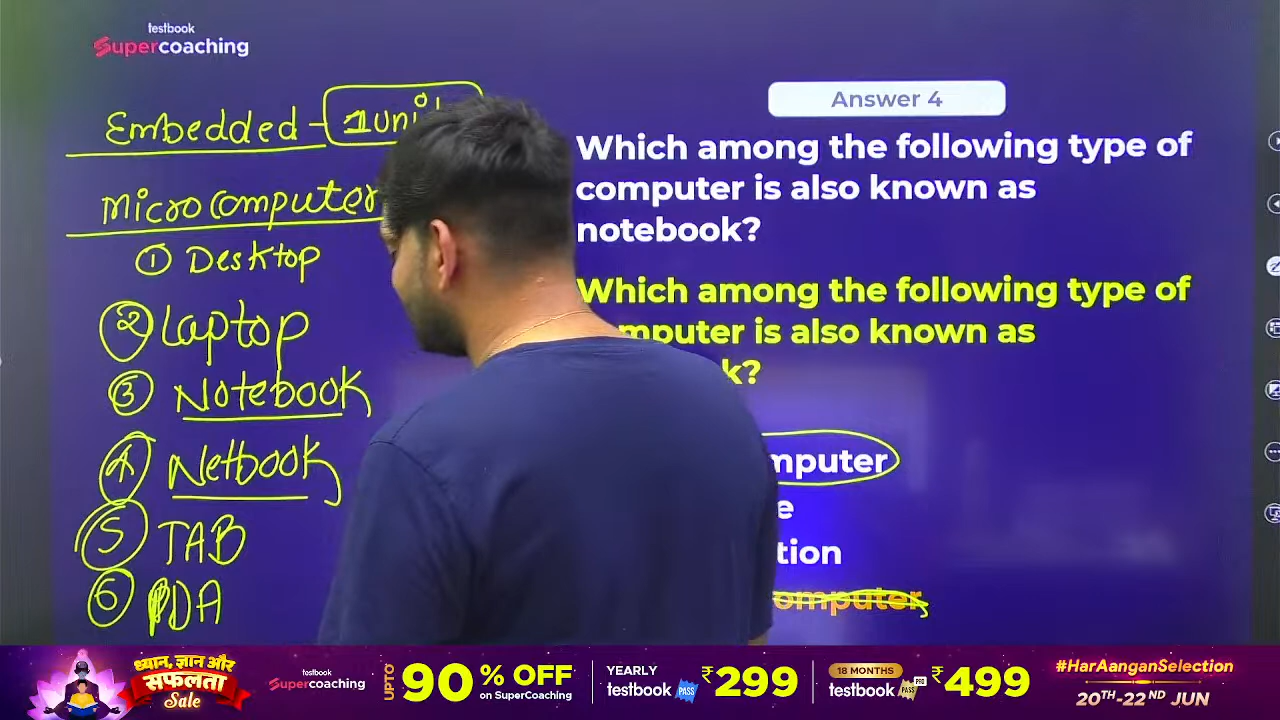 testbook
Supercoaching
Embedded -
Microcomputer
① Desktop
② Laptop
③ Notebook
④ Netbook
⑤ TAB
⑥ PDA
Answer 4
Which among the following type of
computer is also known as
notebook?
Which among the following type of
computer is also known as
k?
mputer
e
tion
omputer
ध्यान, ज्ञान और
सफलता
Sale
testbook
Supercoaching
UPTO 90% OFF
on SuperCoaching
YEARLY
testbook PASS ₹299
18 MONTHS
testbook PASS PRO ₹499
#HarAanganSelection
20TH-22ND JUN